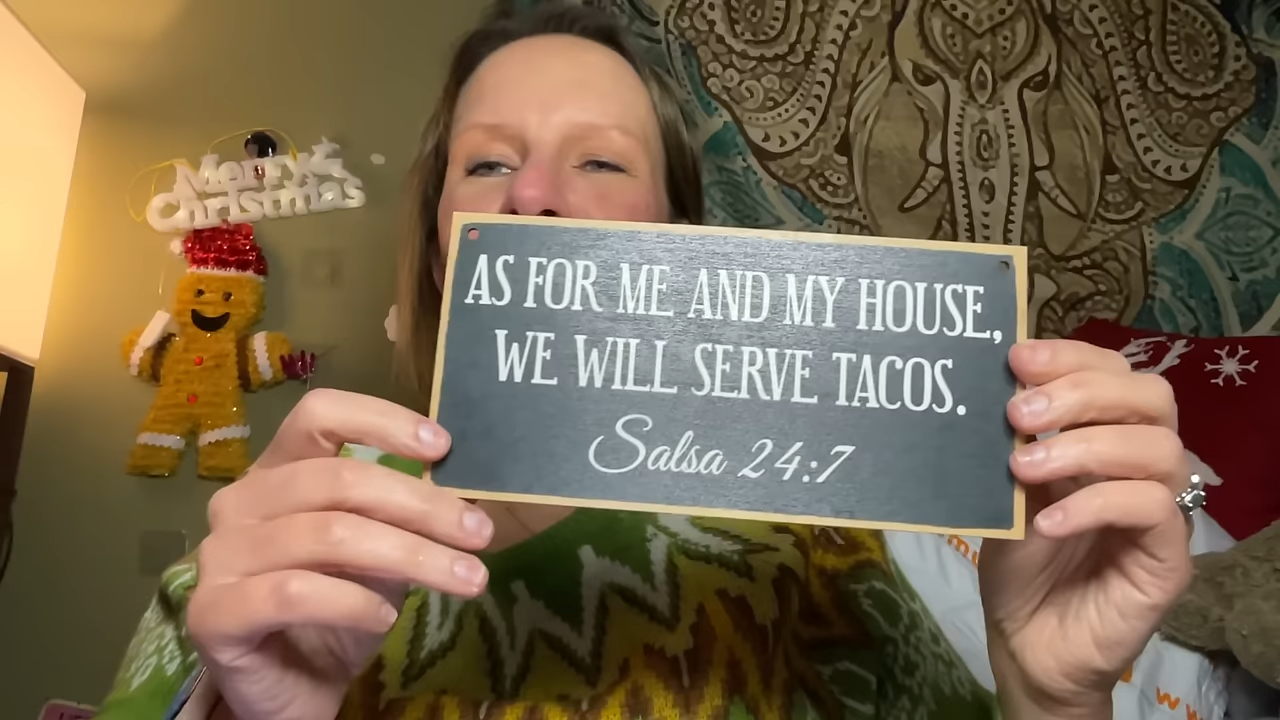 Merry
Christmas
AS FOR ME AND MY HOUSE,
WE WILL SERVE TACOS.
Salsa 24:7